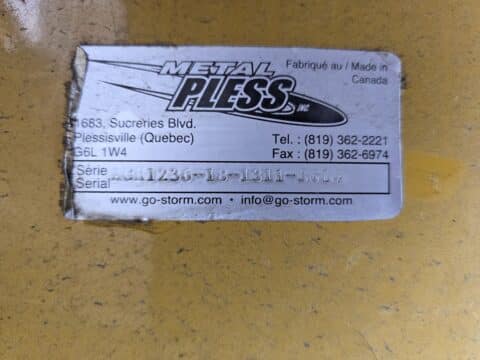 METAL
PLESS INC
Fabriqué au / Made in
Canada
1683, Sucreries Blvd.
Plessisville (Quebec)
G6L 1W4
Tel. : (819) 362-2221
Fax : (819) 362-6974
Série
Serial
www.go-storm.com • info@go-storm.com